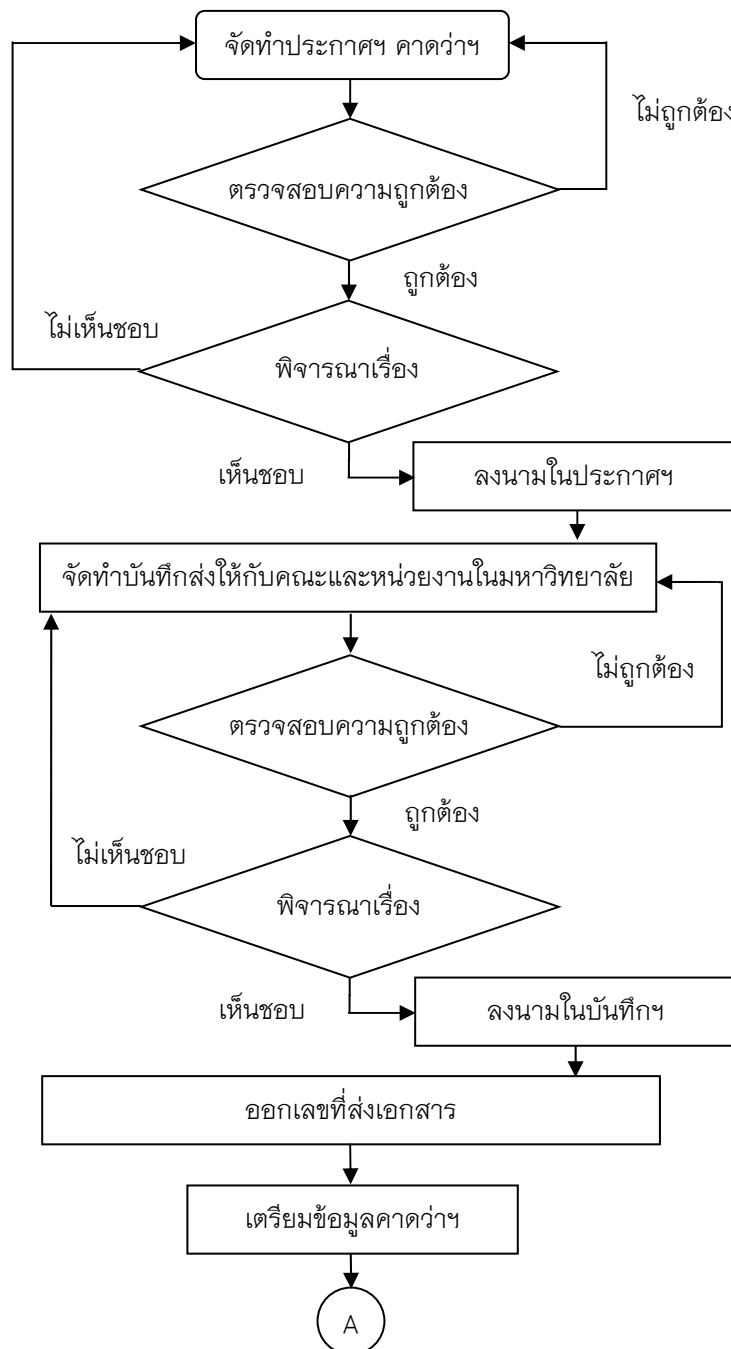 จัดทำประกาศฯ คาดว่าฯ
ไม่ถูกต้อง
ตรวจสอบความถูกต้อง
ถูกต้อง
ไม่เห็นชอบ
พิจารณาเรื่อง
เห็นชอบ
ลงนามในประกาศฯ
จัดทำบันทึกส่งให้กับคณะและหน่วยงานในมหาวิทยาลัย
ไม่ถูกต้อง
ตรวจสอบความถูกต้อง
ถูกต้อง
ไม่เห็นชอบ
พิจารณาเรื่อง
เห็นชอบ
ลงนามในบันทึกฯ
ออกเลขที่ส่งเอกสาร
เตรียมข้อมูลคาดว่าฯ
A